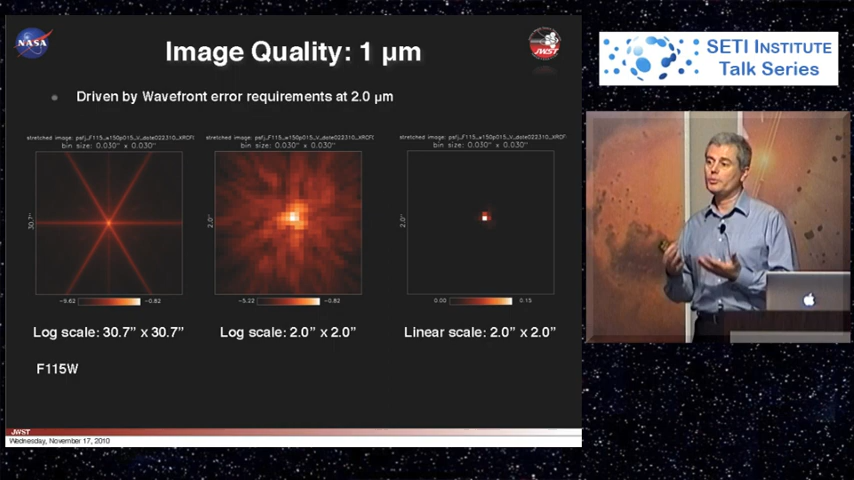 NASA
Image Quality: 1 µm
JWST
Driven by Wavefront error requirements at 2.0 µm
bin size: 0.030" x 0.030"
bin size: 0.030" x 0.030"
bin size: 0.030" x 0.030"
30.7"
2.0"
2.0"
-9.62 -0.82
-5.22 -0.82
0.00 0.15
Log scale: 30.7" x 30.7"
Log scale: 2.0" x 2.0"
Linear scale: 2.0" x 2.0"
F115W
JWST
Wednesday, November 17, 2010
SETI INSTITUTE
Talk Series